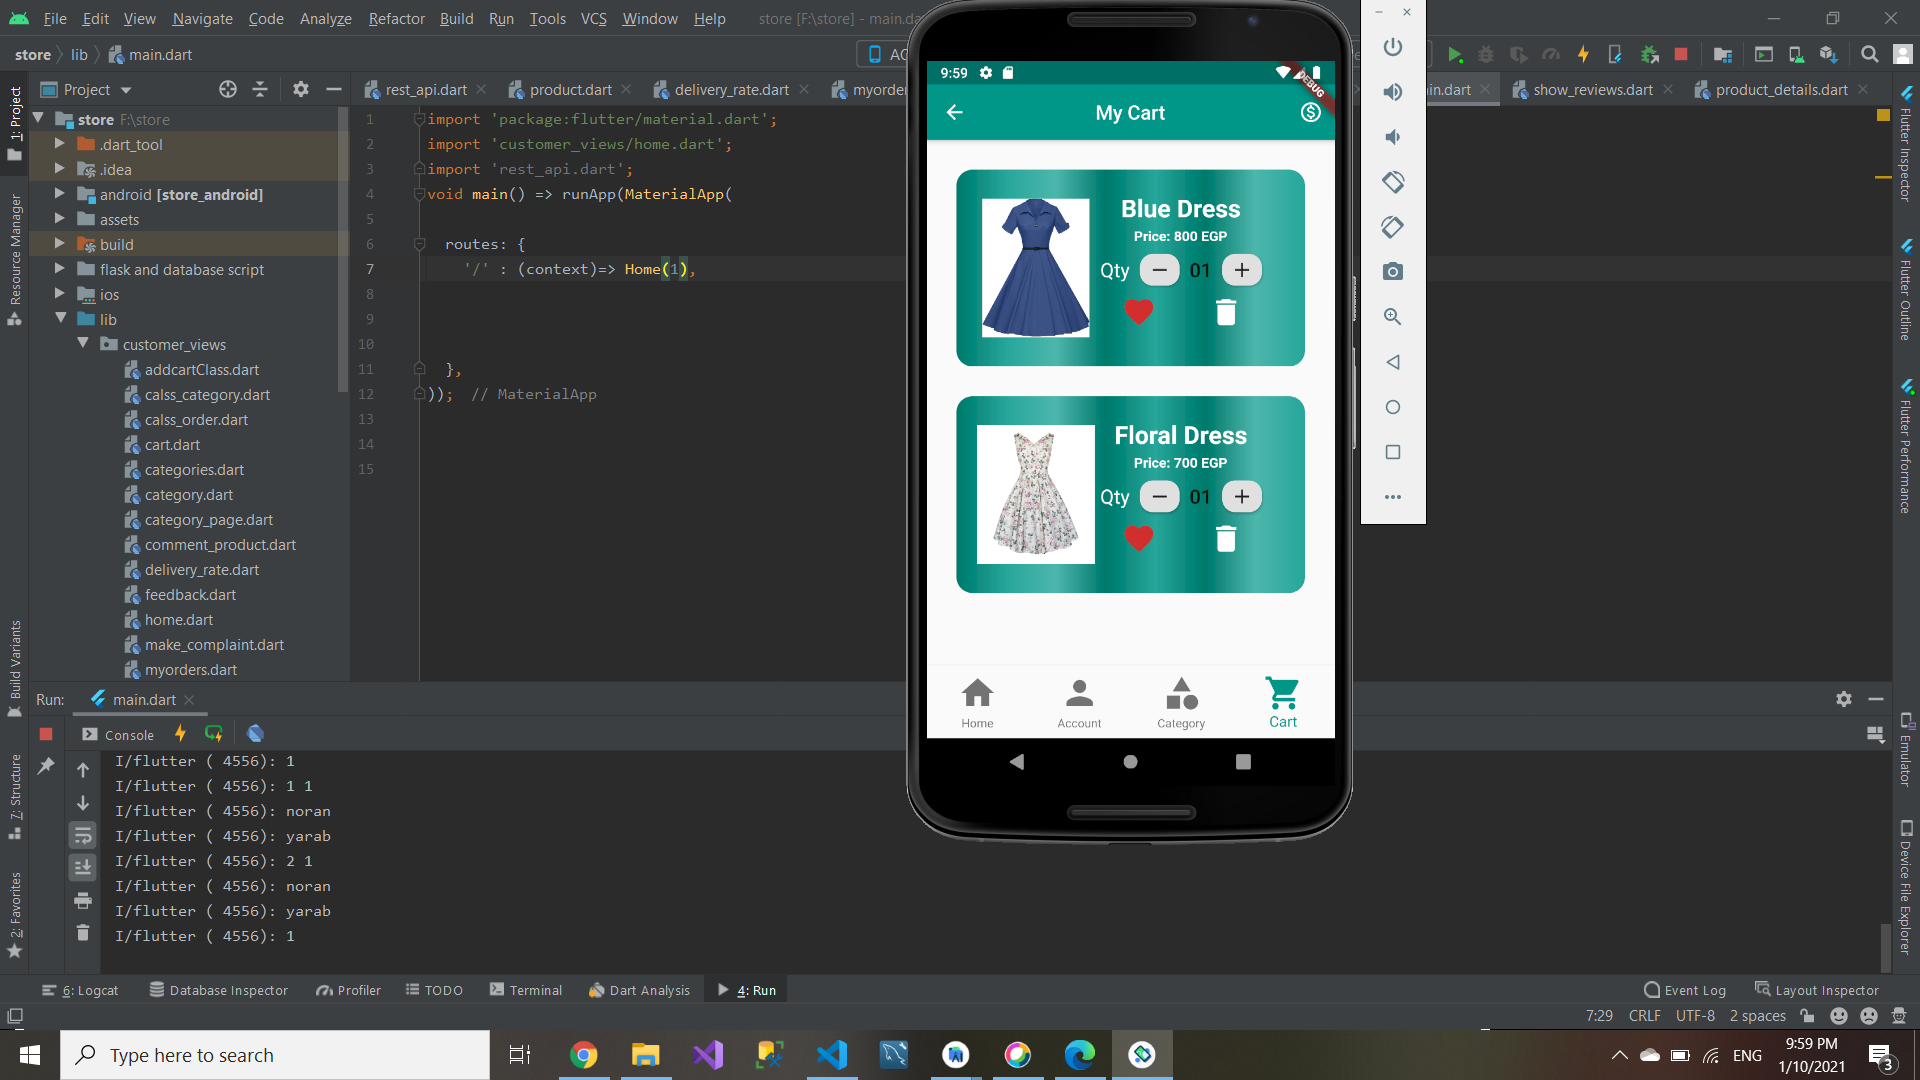 File Edit View Navigate Code Analyze Refactor Build Run Tools VCS Window Help store [F:\store] - main.da
store lib main.dart
Project
rest_api.dart product.dart delivery_rate.dart myorder in.dart show_reviews.dart product_details.dart
store F:\store
.dart_tool
.idea
android [store_android]
assets
build
flask and database script
ios
lib
customer_views
addcartClass.dart
calss_category.dart
calss_order.dart
cart.dart
categories.dart
category.dart
category_page.dart
comment_product.dart
delivery_rate.dart
feedback.dart
home.dart
make_complaint.dart
myorders.dart
1 import 'package:flutter/material.dart';
2 import 'customer_views/home.dart';
3 import 'rest_api.dart';
4 void main() => runApp(MaterialApp(
5
6 routes: {
7 '/' : (context)=> Home(1),
8
9
10
11 },
12 )); // MaterialApp
13
14
15
9:59
DEBUG
My Cart
Blue Dress
Price: 800 EGP
Qty 01
Floral Dress
Price: 700 EGP
Qty 01
Home Account Category Cart
1: Project
Resource Manager
Build Variants
7: Structure
2: Favorites
Flutter Inspector
Flutter Outline
Flutter Performance
Emulator
Device File Explorer
Run: main.dart
Console
I/flutter ( 4556): 1
I/flutter ( 4556): 1 1
I/flutter ( 4556): noran
I/flutter ( 4556): yarab
I/flutter ( 4556): 2 1
I/flutter ( 4556): noran
I/flutter ( 4556): yarab
I/flutter ( 4556): 1
6: Logcat Database Inspector Profiler TODO Terminal Dart Analysis 4: Run Event Log Layout Inspector
7:29 CRLF UTF-8 2 spaces
Type here to search
ENG
9:59 PM
1/10/2021
3